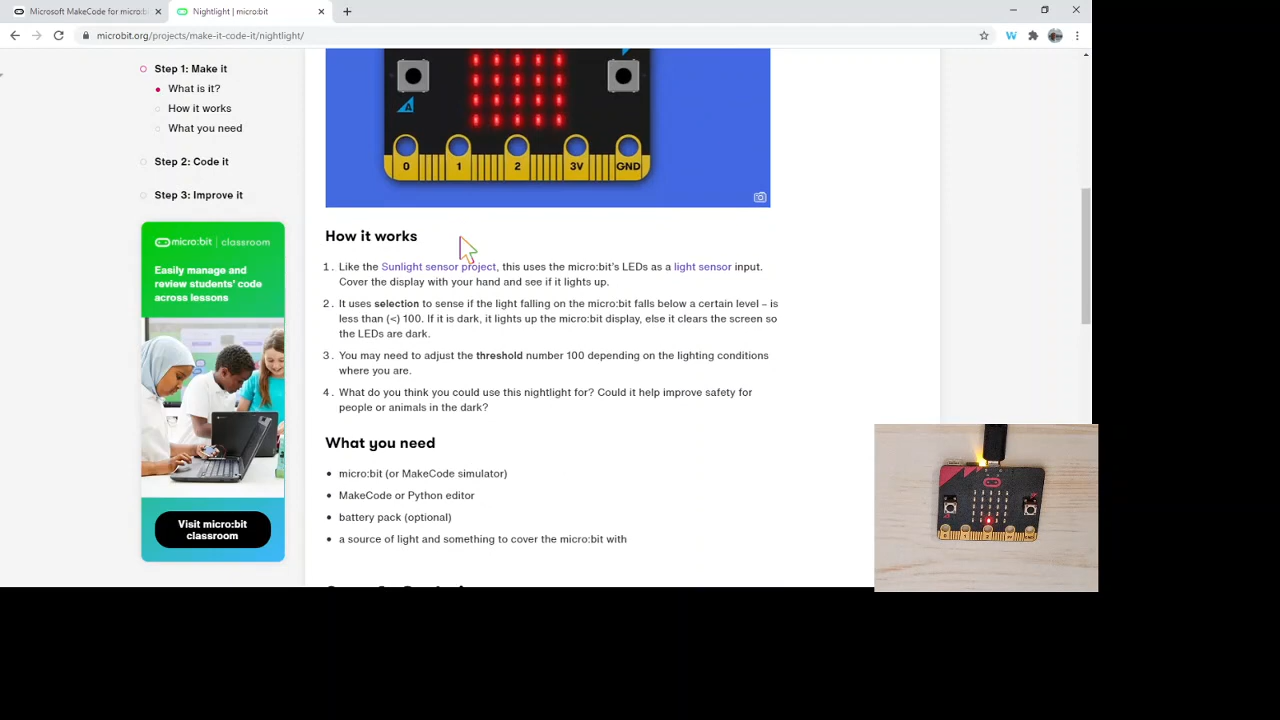 Microsoft MakeCode for micro:b
Nightlight | micro:bit
microbit.org/projects/make-it-code-it/nightlight/
Step 1: Make it
What is it?
How it works
What you need
Step 2: Code it
Step 3: Improve it
micro:bit | classroom
Easily manage and
review students' code
across lessons
Visit micro:bit
classroom
A
0 1 2 3V GND
How it works
1. Like the Sunlight sensor project, this uses the micro:bit's LEDs as a light sensor input.
Cover the display with your hand and see if it lights up.
2. It uses selection to sense if the light falling on the micro:bit falls below a certain level – is
less than (<) 100. If it is dark, it lights up the micro:bit display, else it clears the screen so
the LEDs are dark.
3. You may need to adjust the threshold number 100 depending on the lighting conditions
where you are.
4. What do you think you could use this nightlight for? Could it help improve safety for
people or animals in the dark?
What you need
• micro:bit (or MakeCode simulator)
• MakeCode or Python editor
• battery pack (optional)
• a source of light and something to cover the micro:bit with